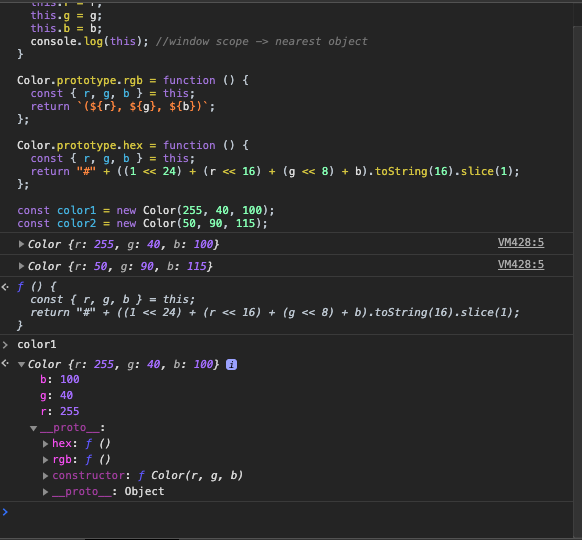 this.r = r;
this.g = g;
this.b = b;
console.log(this); //window scope -> nearest object
}
Color.prototype.rgb = function () {
const { r, g, b } = this;
return `(${r}, ${g}, ${b})`;
};
Color.prototype.hex = function () {
const { r, g, b } = this;
return "#" + ((1 << 24) + (r << 16) + (g << 8) + b).toString(16).slice(1);
};
const color1 = new Color(255, 40, 100);
const color2 = new Color(50, 90, 115);
Color {r: 255, g: 40, b: 100} VM428:5
Color {r: 50, g: 90, b: 115} VM428:5
ƒ () {
const { r, g, b } = this;
return "#" + ((1 << 24) + (r << 16) + (g << 8) + b).toString(16).slice(1);
}
color1
Color {r: 255, g: 40, b: 100} i
b: 100
g: 40
r: 255
__proto__:
hex: ƒ ()
rgb: ƒ ()
constructor: ƒ Color(r, g, b)
__proto__: Object